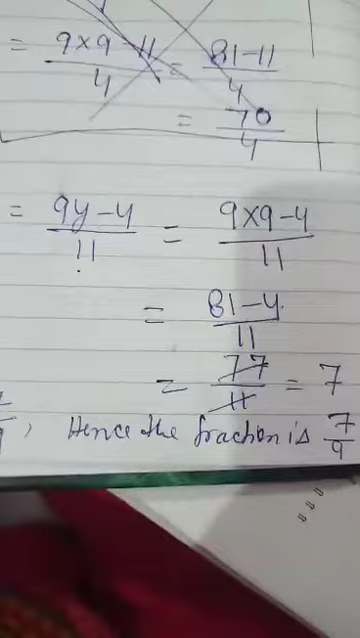 = 9×9-11/4 = 81-11/4
= 70/4
= 9y-4/11 = 9×9-4/11
= 81-4/11
= 77/11 = 7
, Hence the fraction is 7/9